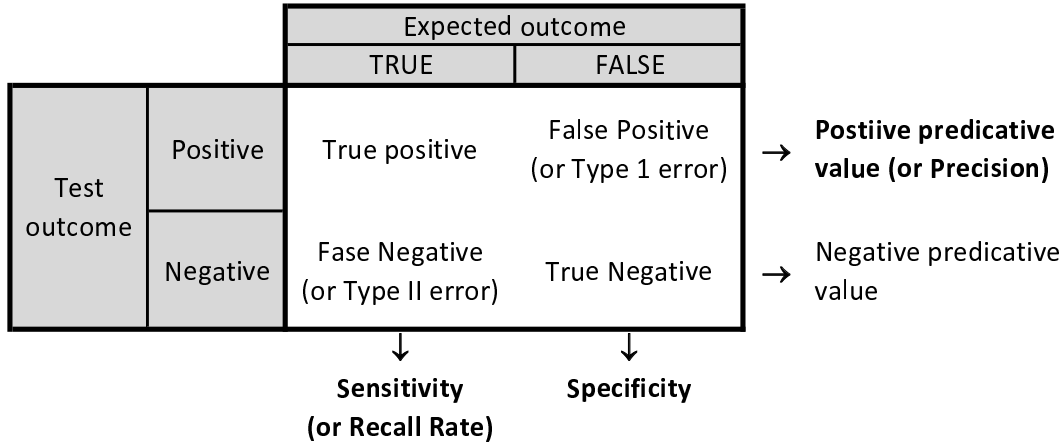 Expected outcome
TRUE FALSE
Test
outcome
Positive
True positive
False Positive
(or Type 1 error)
→
Postiive predicative
value (or Precision)
Negative
Fase Negative
(or Type II error)
True Negative
→
Negative predicative
value
↓ ↓
Sensitivity
(or Recall Rate)
Specificity